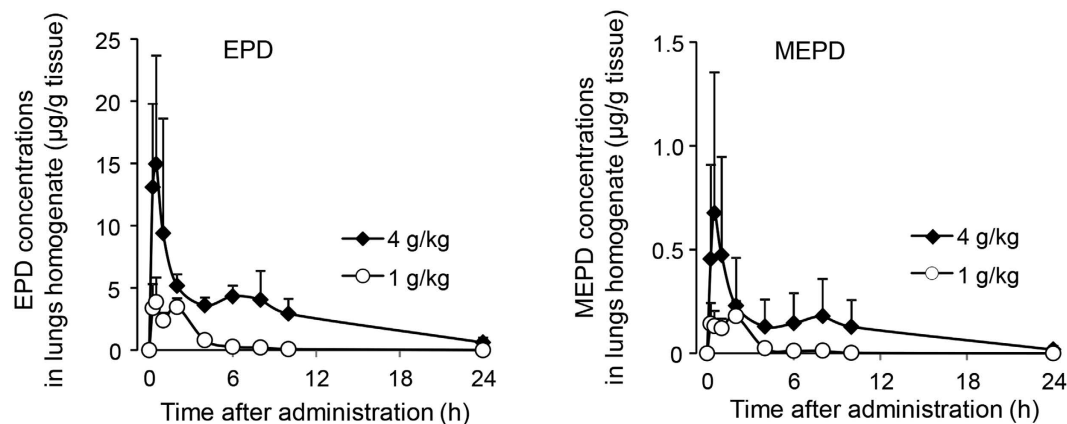 EPD
EPD concentrations
in lungs homogenate (µg/g tissue)
25
20
15
10
5
0
4 g/kg
1 g/kg
0
6
12
18
24
Time after administration (h)
MEPD
MEPD concentrations
in lungs homogenate (µg/g tissue)
1.5
1.0
0.5
0
4 g/kg
1 g/kg
0
6
12
18
24
Time after administration (h)